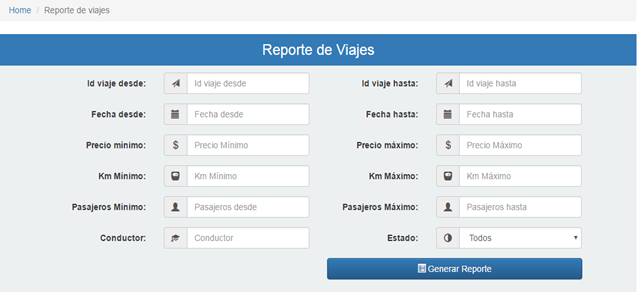 Home / Reporte de viajes
Reporte de Viajes
Id viaje desde: Id viaje desde Id viaje hasta: Id viaje hasta
Fecha desde: Fecha desde Fecha hasta: Fecha hasta
Precio minimo: $ Precio Mínimo Precio máximo: $ Precio Máximo
Km Mínimo: Km Mínimo Km Máximo: Km Máximo
Pasajeros Minimo: Pasajeros desde Pasajeros Máximo: Pasajeros hasta
Conductor: Conductor Estado: Todos
Generar Reporte